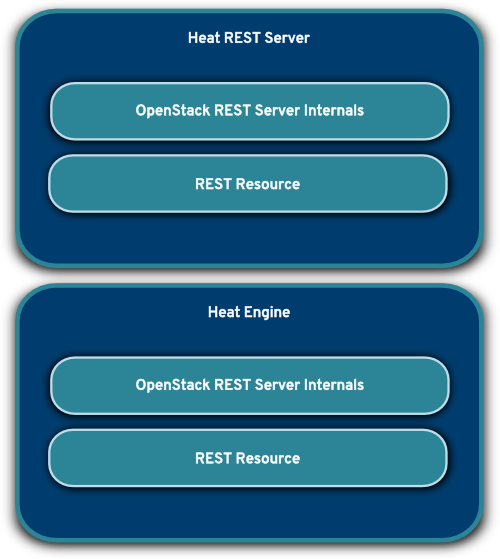 Heat REST Server
OpenStack REST Server Internals
REST Resource
Heat Engine
OpenStack REST Server Internals
REST Resource